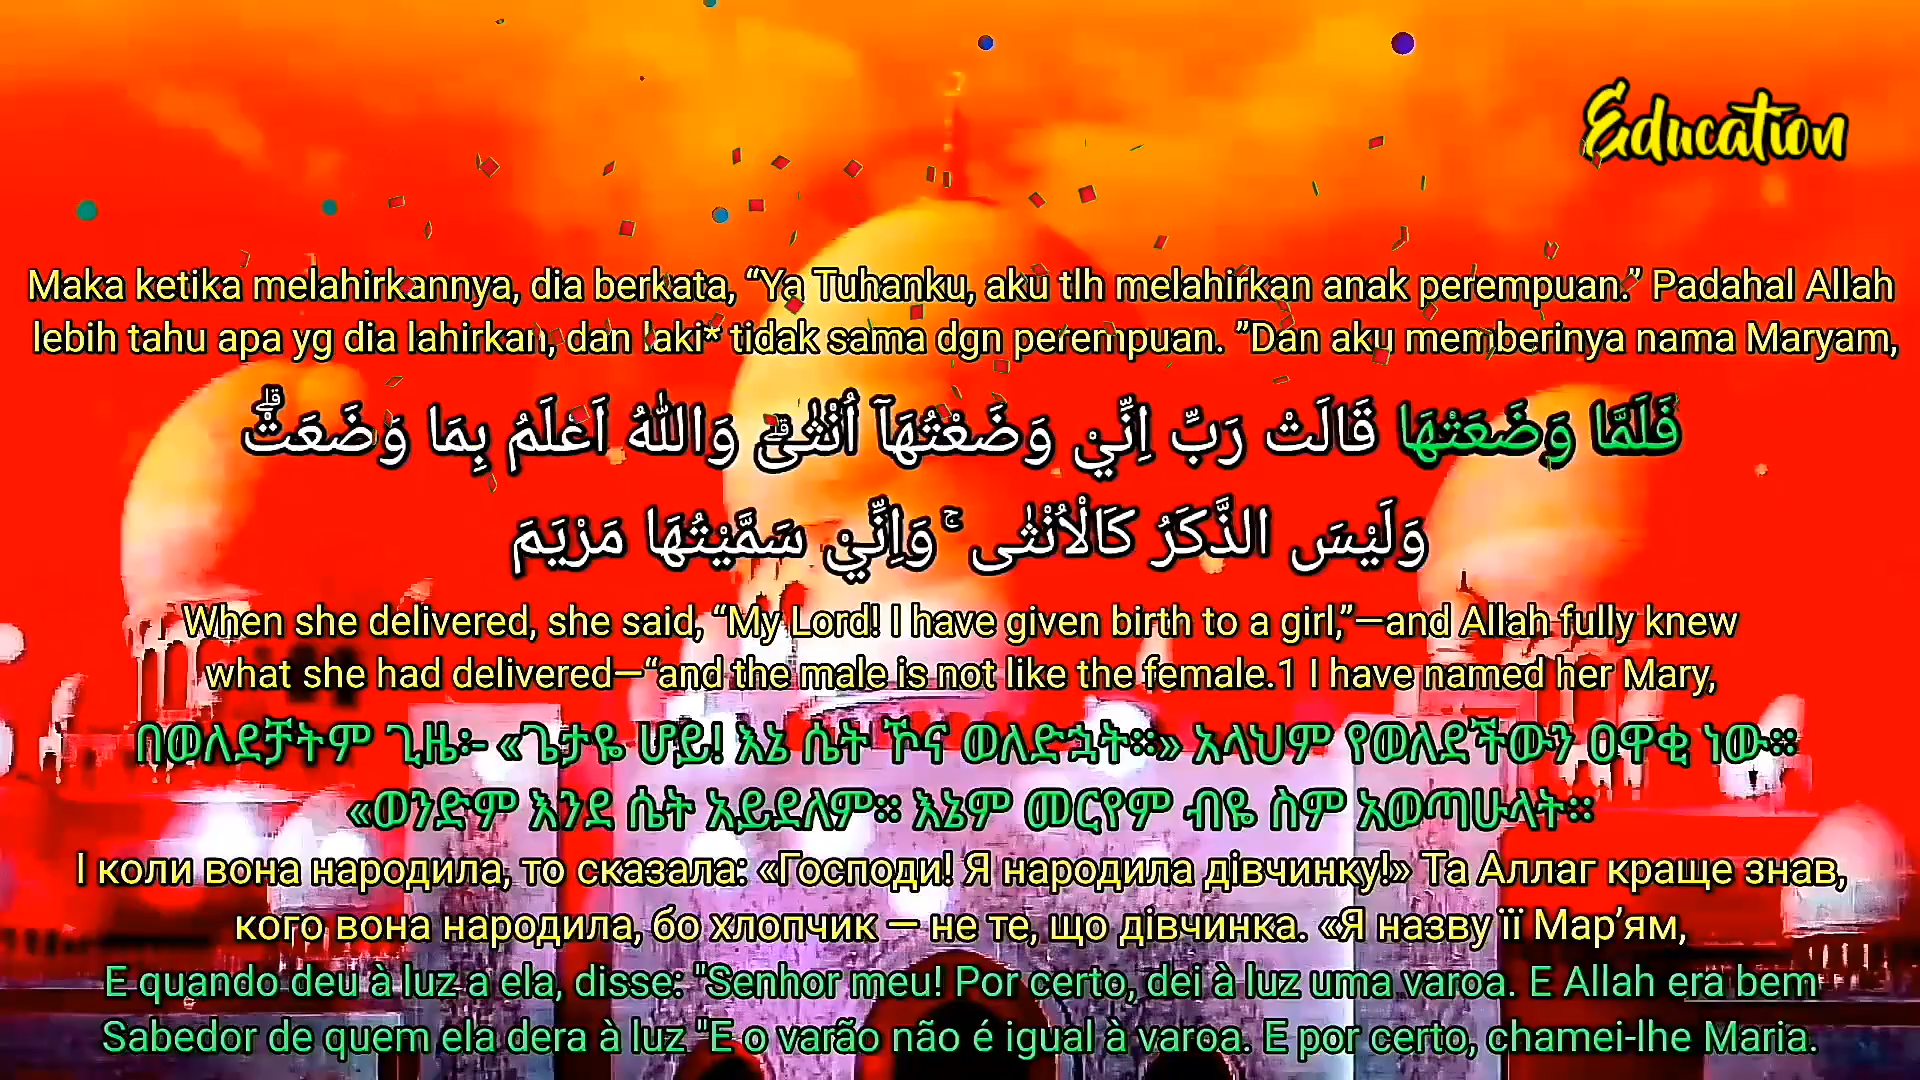 Education
Maka ketika melahirkannya, dia berkata, “Ya Tuhanku, aku tlh melahirkan anak perempuan.” Padahal Allah
lebih tahu apa yg dia lahirkan, dan laki* tidak sama dgn perempuan. ”Dan aku memberinya nama Maryam,
فَلَمَّا وَضَعَتْهَا قَالَتْ رَبِّ اِنِّيْ وَضَعْتُهَآ اُنْثٰىۗ وَاللّٰهُ اَعْلَمُ بِمَا وَضَعَتْۗ
وَلَيْسَ الذَّكَرُ كَالْاُنْثٰى ۚ وَاِنِّيْ سَمَّيْتُهَا مَرْيَمَ
When she delivered, she said, “My Lord! I have given birth to a girl,”—and Allah fully knew
what she had delivered—“and the male is not like the female.1 I have named her Mary,
በወለደቻትም ጊዜ፡- «ጌታዬ ሆይ! እኔ ሴት ኾና ወለድኋት፡፡» አላህም የወለደችውን ዐዋቂ ነው፡፡
«ወንድም እንደ ሴት አይደለም፡፡ እኔም መርየም ብዬ ስም አወጣሁላት፡፡
І коли вона народила, то сказала: «Господи! Я народила дівчинку!» Та Аллаг краще знав,
кого вона народила, бо хлопчик — не те, що дівчинка. «Я назву її Мар’ям,
E quando deu à luz a ela, disse: "Senhor meu! Por certo, dei à luz uma varoa. E Allah era bem
Sabedor de quem ela dera à luz "E o varão não é igual à varoa. E por certo, chamei-lhe Maria.